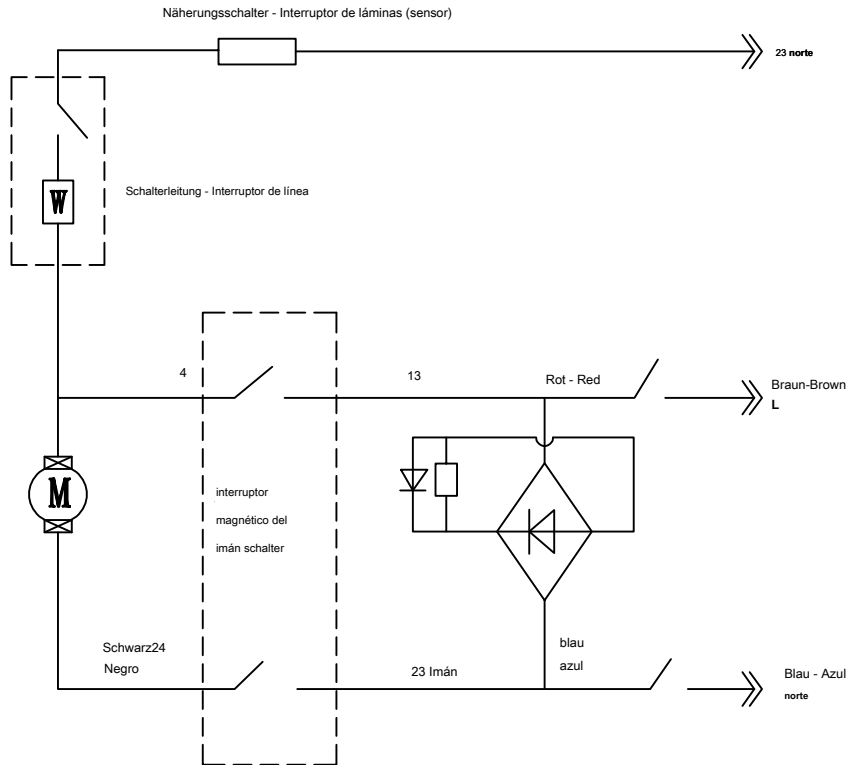 Näherungsschalter - Interruptor de láminas (sensor)
23 norte
W
Schalterleitung - Interruptor de línea
4
13
Rot - Red
Braun-Brown
L
M
interruptor
magnético del
imán schalter
Schwarz24
Negro
23 Imán
blau
azul
Blau - Azul
norte